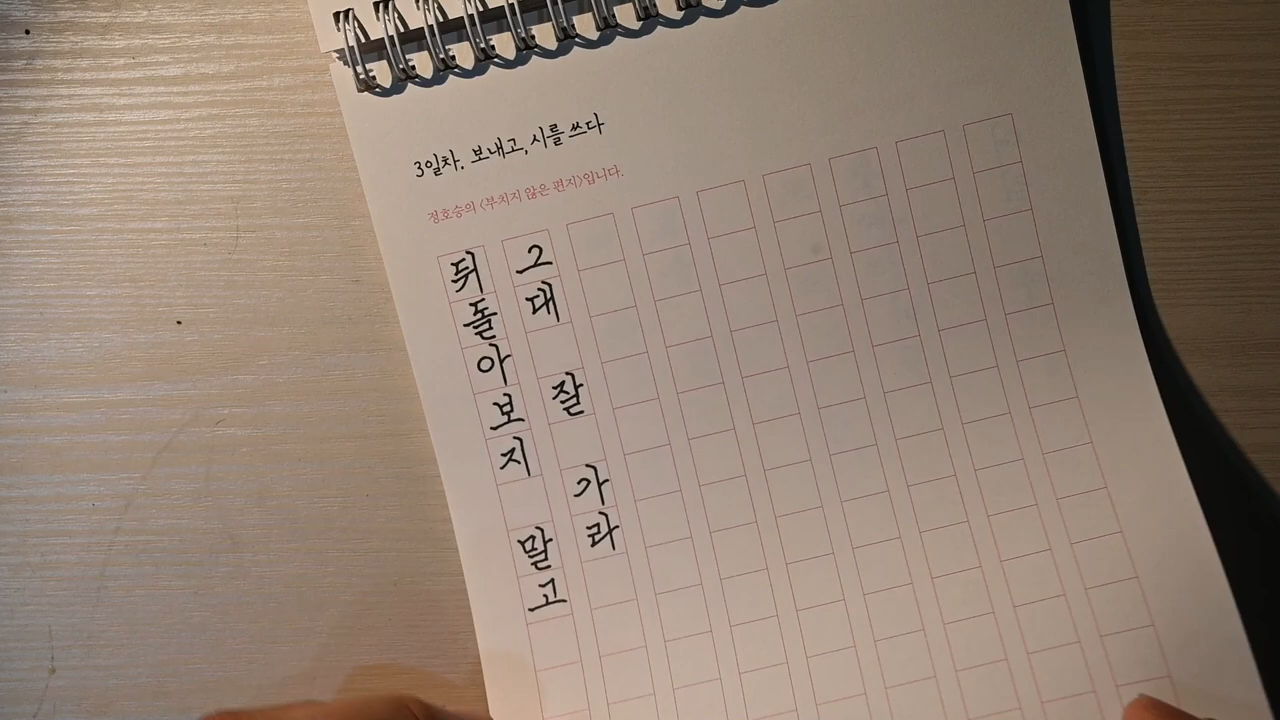 3일차. 보내고, 시를 쓰다
정호승의 <부치지 않은 편지>입니다.
뒤돌아보지 말고
그대 잘 가라